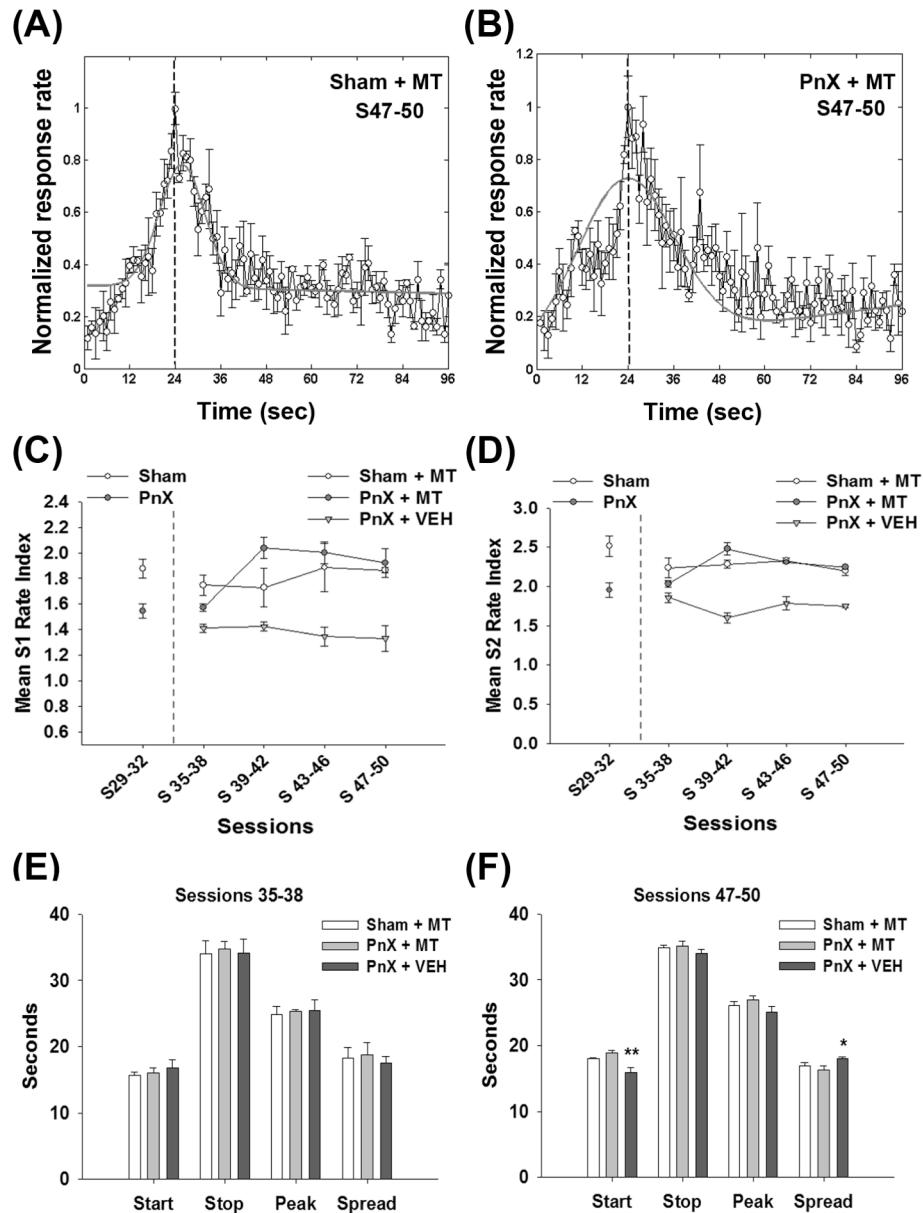 (A)
Normalized response rate
1
0.8
0.6
0.4
0.2
0
Sham + MT
S47-50
0 12 24 36 48 60 72 84 96
Time (sec)
(B)
Normalized response rate
1.2
1
0.8
0.6
0.4
0.2
0
PnX + MT
S47-50
0 12 24 36 48 60 72 84 96
Time (sec)
(C)
Sham
PnX
Sham + MT
PnX + MT
PnX + VEH
Mean S1 Rate Index
2.4
2.2
2.0
1.8
1.6
1.4
1.2
1.0
0.8
0.6
S29-32
S 35-38
S 39-42
S 43-46
S 47-50
Sessions
(D)
Sham
PnX
Sham + MT
PnX + MT
PnX + VEH
Mean S2 Rate Index
3.0
2.5
2.0
1.5
1.0
0.5
0.0
S29-32
S 35-38
S 39-42
S 43-46
S 47-50
Sessions
(E)
Sessions 35-38
Sham + MT
PnX + MT
PnX + VEH
Seconds
40
30
20
10
0
Start Stop Peak Spread
(F)
Sessions 47-50
Sham + MT
PnX + MT
PnX + VEH
Seconds
40
30
20
10
0
**
*
Start Stop Peak Spread